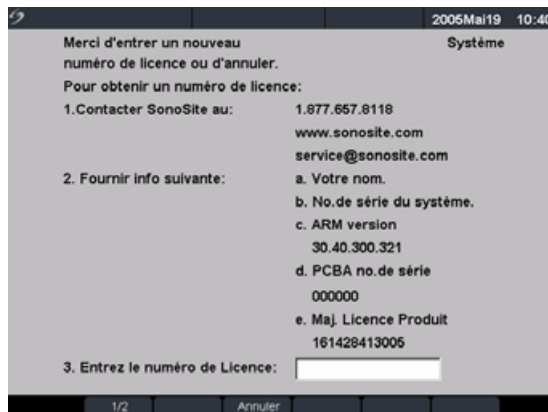 2005Mai19 10:40
Merci d'entrer un nouveau Système
numéro de licence ou d'annuler.
Pour obtenir un numéro de licence:
1.Contacter SonoSite au: 1.877.657.8118
www.sonosite.com
service@sonosite.com
2. Fournir info suivante: a. Votre nom.
b. No.de série du système.
c. ARM version
30.40.300.321
d. PCBA no.de série
000000
e. Maj. Licence Produit
161428413005
3. Entrez le numéro de Licence:
1/2 Annuler